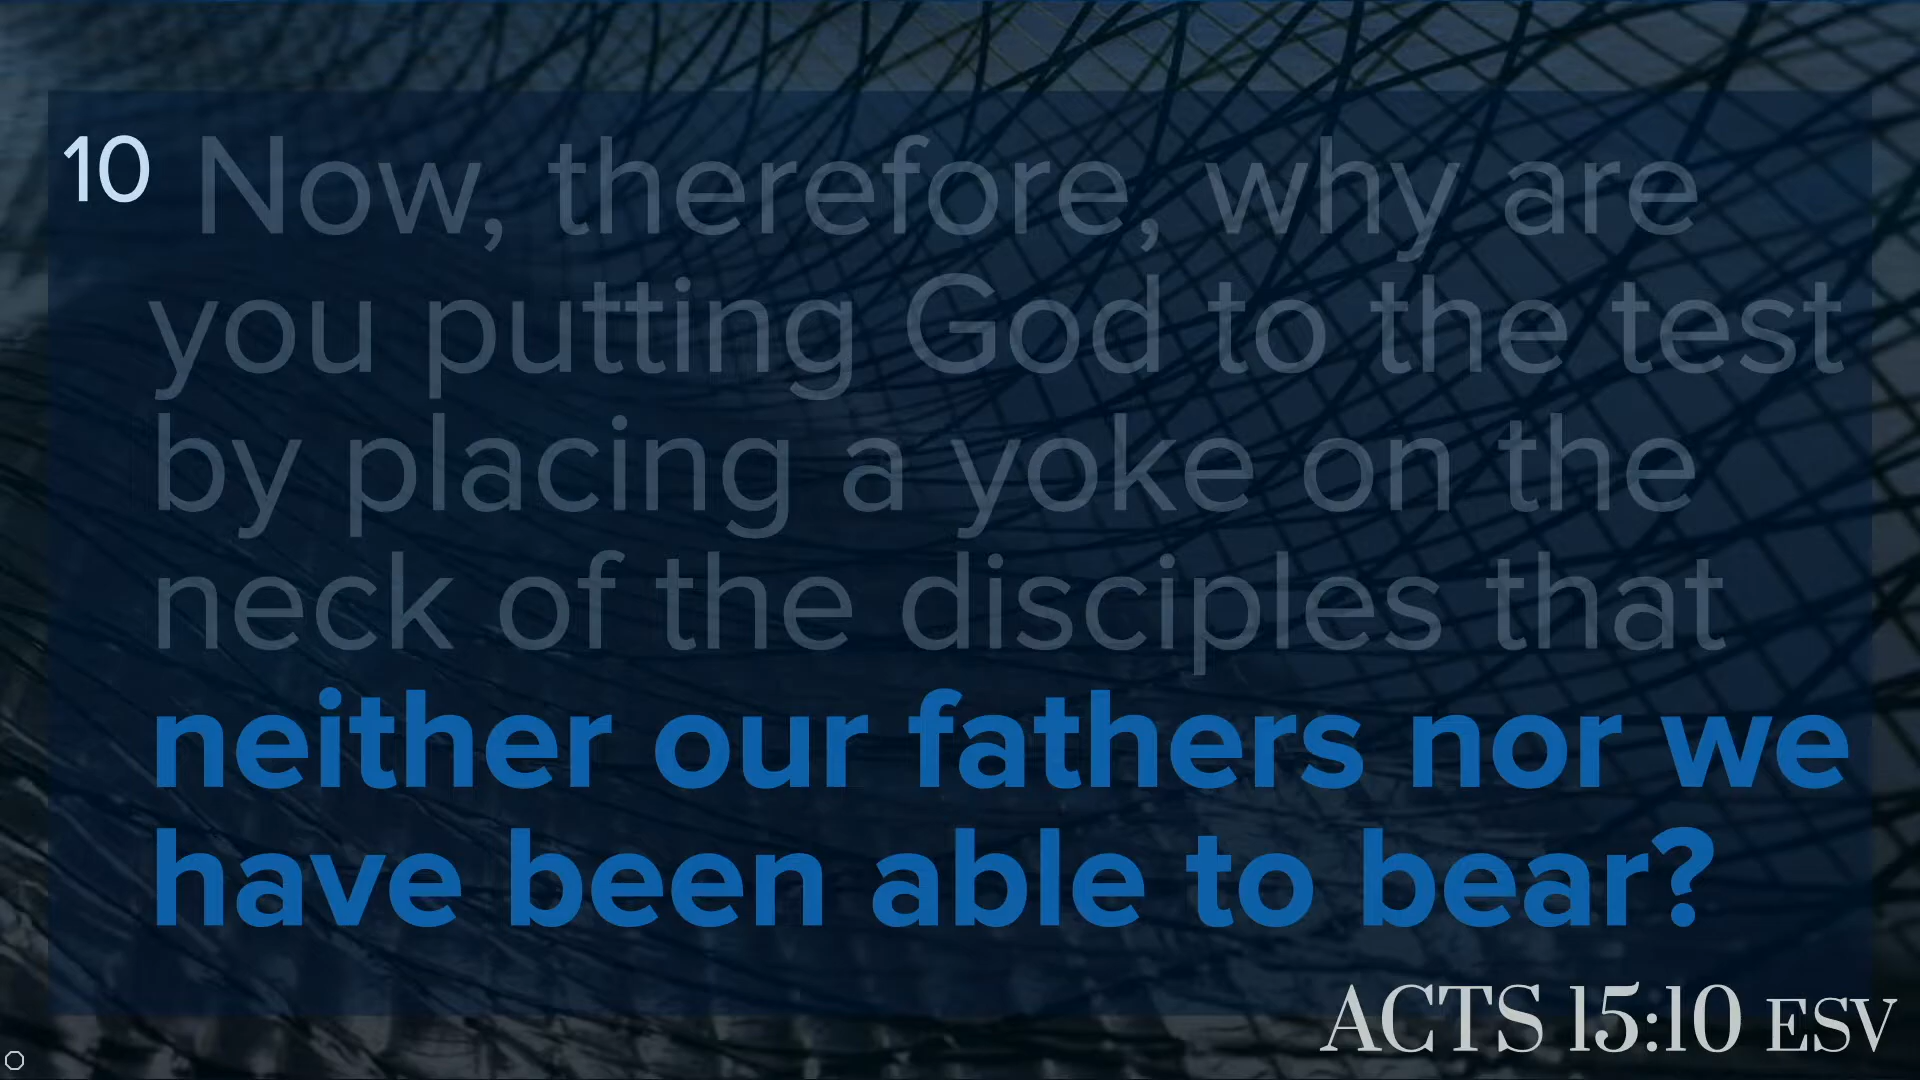 10 Now, therefore, why are
you putting God to the test
by placing a yoke on the
neck of the disciples that
neither our fathers nor we
have been able to bear?
ACTS 15:10 ESV